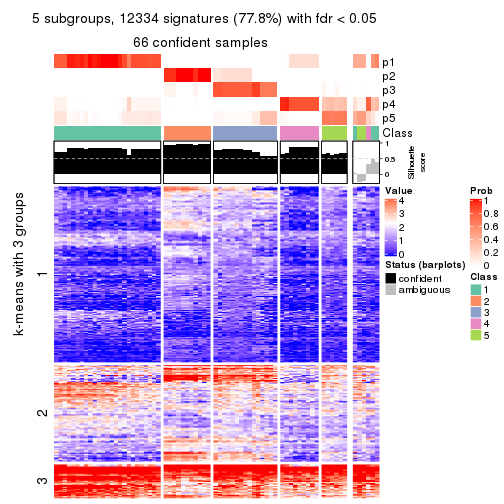 5 subgroups, 12334 signatures (77.8%) with fdr < 0.05
66 confident samples
p1
p2
p3
p4
p5
Class
1
0.5
0
Silhouette
score
k-means with 3 groups
1
2
3
Value
4
3
2
1
0
Status (barplots)
confident
ambiguous
Prob
1
0.8
0.6
0.4
0.2
0
Class
1
2
3
4
5